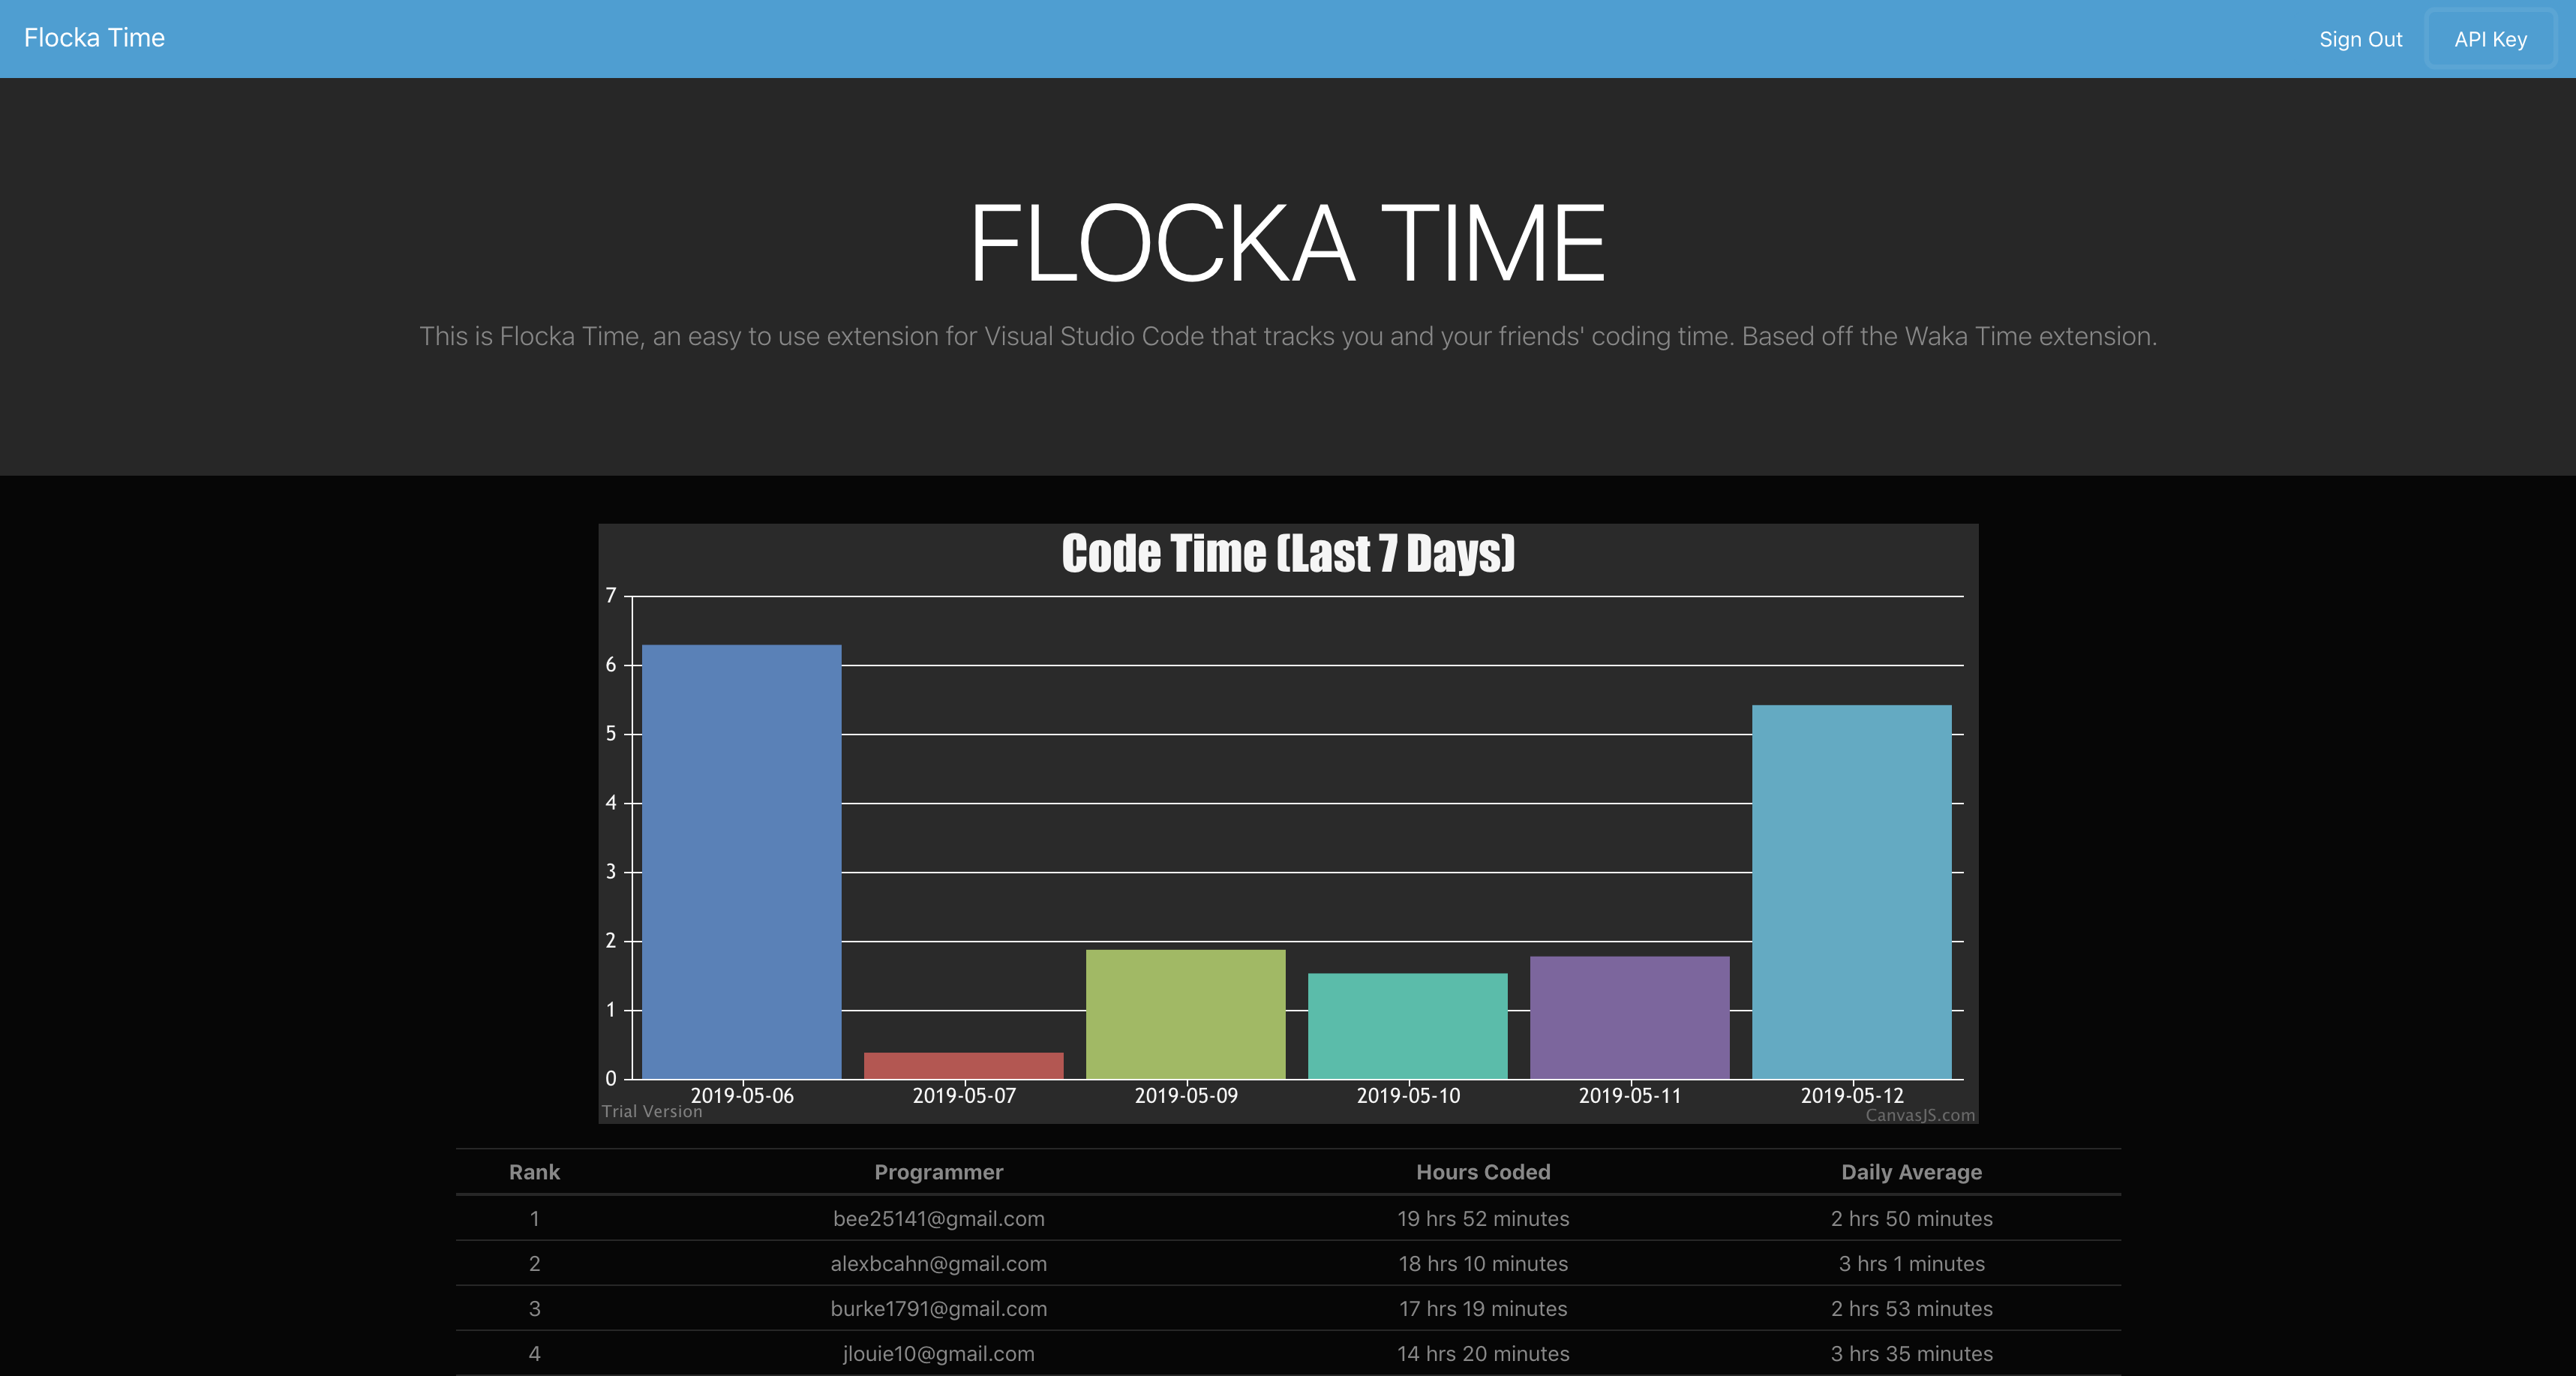 Flocka Time Sign Out API Key
FLOCKA TIME
This is Flocka Time, an easy to use extension for Visual Studio Code that tracks you and your friends' coding time. Based off the Waka Time extension.
Code Time (Last 7 Days)
7
6
5
4
3
2
1
0
2019-05-06 2019-05-07 2019-05-09 2019-05-10 2019-05-11 2019-05-12
Trial Version CanvasJS.com
Rank Programmer Hours Coded Daily Average
1 bee25141@gmail.com 19 hrs 52 minutes 2 hrs 50 minutes
2 alexbcahn@gmail.com 18 hrs 10 minutes 3 hrs 1 minutes
3 burke1791@gmail.com 17 hrs 19 minutes 2 hrs 53 minutes
4 jlouie10@gmail.com 14 hrs 20 minutes 3 hrs 35 minutes